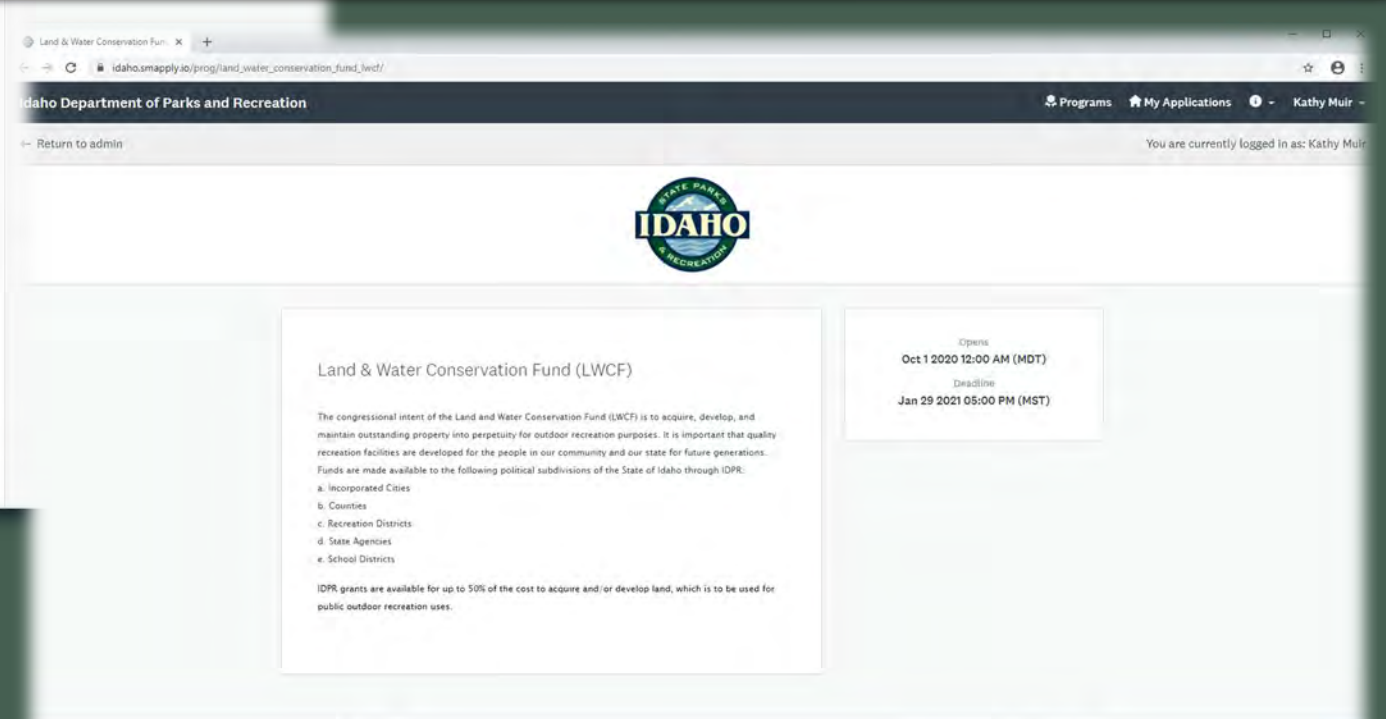 Land & Water Conservation Fun
idaho.smapply.io/prog/land_water_conservation_fund_lwcf/
daho Department of Parks and Recreation
Programs My Applications Kathy Muir
← Return to admin
You are currently logged in as: Kathy Muir
STATE PARKS
IDAHO
& RECREATION
Land & Water Conservation Fund (LWCF)
The congressional intent of the Land and Water Conservation Fund (LWCF) is to acquire, develop, and
maintain outstanding property into perpetuity for outdoor recreation purposes. It is important that quality
recreation facilities are developed for the people in our community and our state for future generations.
Funds are made available to the following political subdivisions of the State of Idaho through IDPR:
a. Incorporated Cities
b. Counties
c. Recreation Districts
d. State Agencies
e. School Districts
IDPR grants are available for up to 50% of the cost to acquire and/or develop land, which is to be used for
public outdoor recreation uses.
Opens
Oct 1 2020 12:00 AM (MDT)
Deadline
Jan 29 2021 05:00 PM (MST)